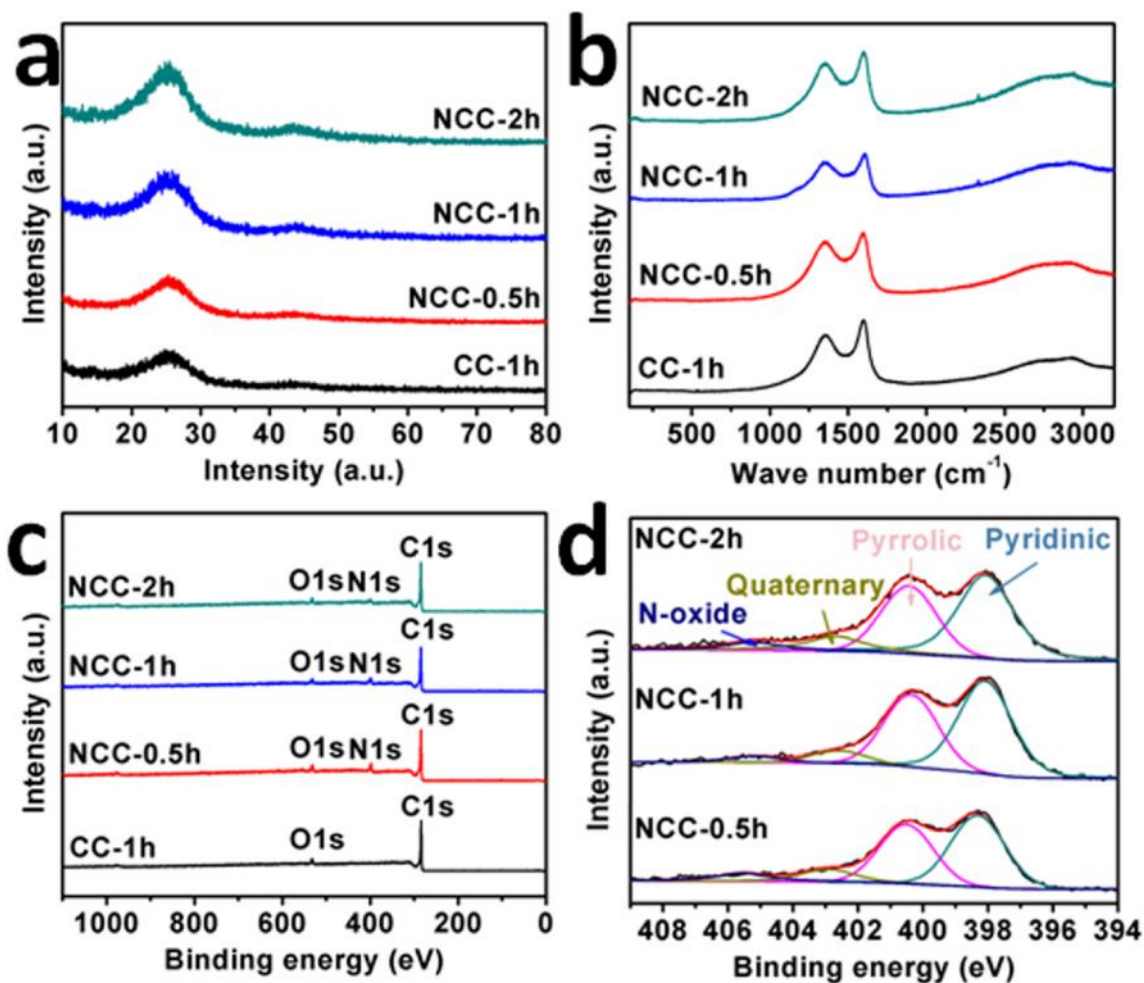 a
NCC-2h
NCC-1h
NCC-0.5h
CC-1h
Intensity (a.u.)
10 20 30 40 50 60 70 80
Intensity (a.u.)
b
NCC-2h
NCC-1h
NCC-0.5h
CC-1h
Intensity (a.u.)
500 1000 1500 2000 2500 3000
Wave number (cm⁻¹)
c
C1s
NCC-2h O1s N1s
C1s
NCC-1h O1s N1s
C1s
NCC-0.5h O1s N1s
C1s
CC-1h O1s
Intensity (a.u.)
1000 800 600 400 200 0
Binding energy (eV)
d
NCC-2h Pyrrolic Pyridinic
Quaternary
N-oxide
NCC-1h
NCC-0.5h
Intensity (a.u.)
408 406 404 402 400 398 396 394
Binding energy (eV)